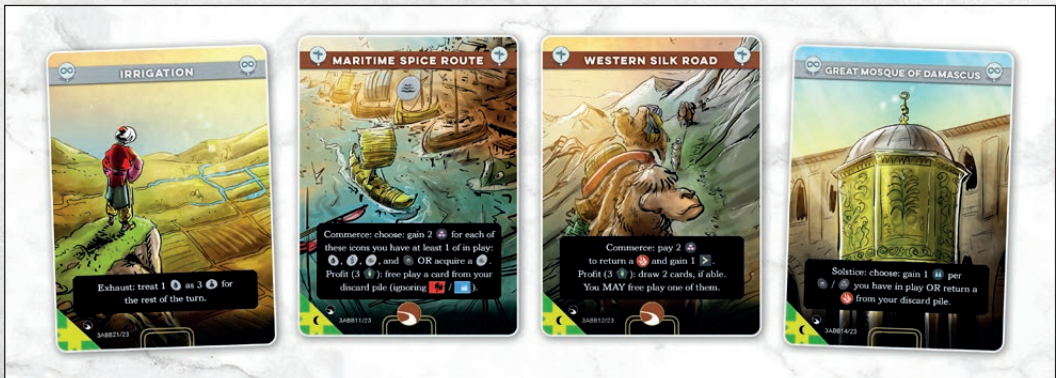 IRRIGATION
Exhaust: treat 1 as 3 for
the rest of the turn.
3ABB21/23
MARITIME SPICE ROUTE
Commerce: choose: gain 2 for each of
these icons you have at least 1 of in play:
, , , and OR acquire a .
Profit (3 ): free play a card from your
discard pile (ignoring / ).
3ABB11/23
WESTERN SILK ROAD
Commerce: pay 2
to return a and gain 1 .
Profit (3 ): draw 2 cards, if able.
You MAY free play one of them.
3ABB12/23
GREAT MOSQUE OF DAMASCUS
Solstice: choose: gain 1 per
/ you have in play OR return a
from your discard pile.
3ABB14/23